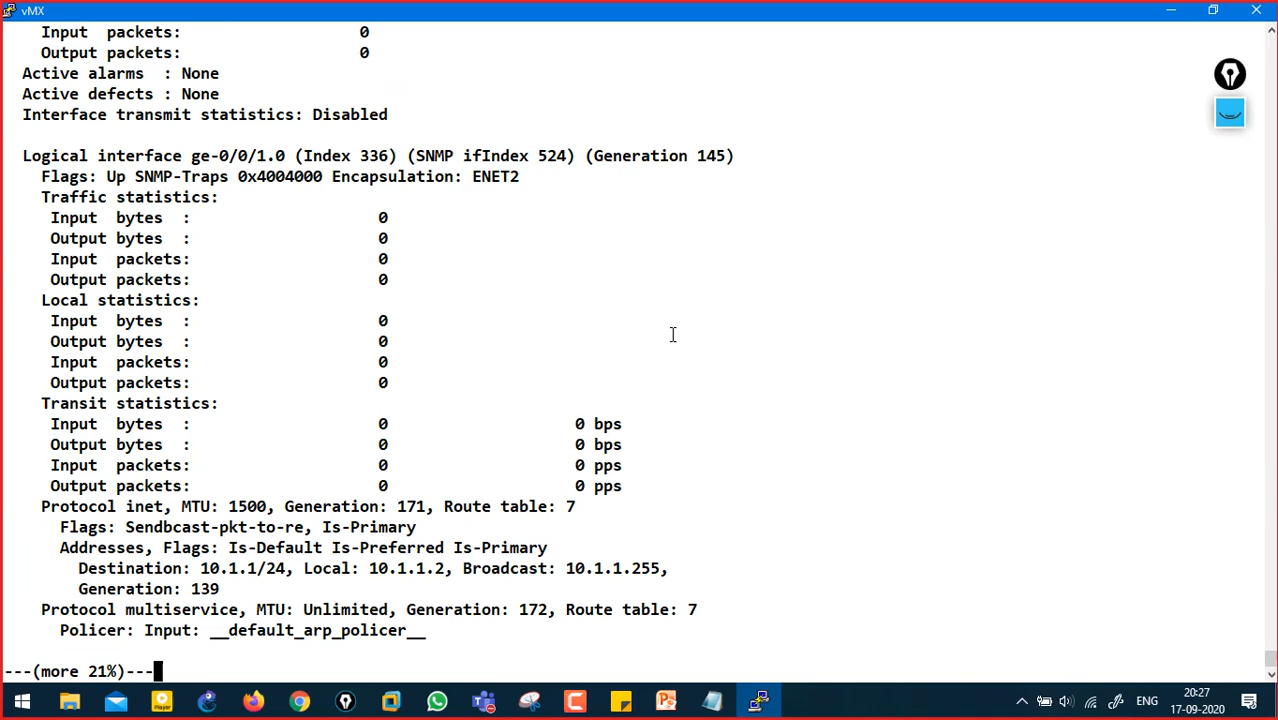 vMX
Input packets: 0
Output packets: 0
Active alarms : None
Active defects : None
Interface transmit statistics: Disabled
Logical interface ge-0/0/1.0 (Index 336) (SNMP ifIndex 524) (Generation 145)
Flags: Up SNMP-Traps 0x4004000 Encapsulation: ENET2
Traffic statistics:
Input bytes : 0
Output bytes : 0
Input packets: 0
Output packets: 0
Local statistics:
Input bytes : 0
Output bytes : 0
Input packets: 0
Output packets: 0
Transit statistics:
Input bytes : 0 0 bps
Output bytes : 0 0 bps
Input packets: 0 0 pps
Output packets: 0 0 pps
Protocol inet, MTU: 1500, Generation: 171, Route table: 7
Flags: Sendbcast-pkt-to-re, Is-Primary
Addresses, Flags: Is-Default Is-Preferred Is-Primary
Destination: 10.1.1/24, Local: 10.1.1.2, Broadcast: 10.1.1.255,
Generation: 139
Protocol multiservice, MTU: Unlimited, Generation: 172, Route table: 7
Policer: Input: __default_arp_policer__
---(more 21%)---
ENG
20:27
17-09-2020